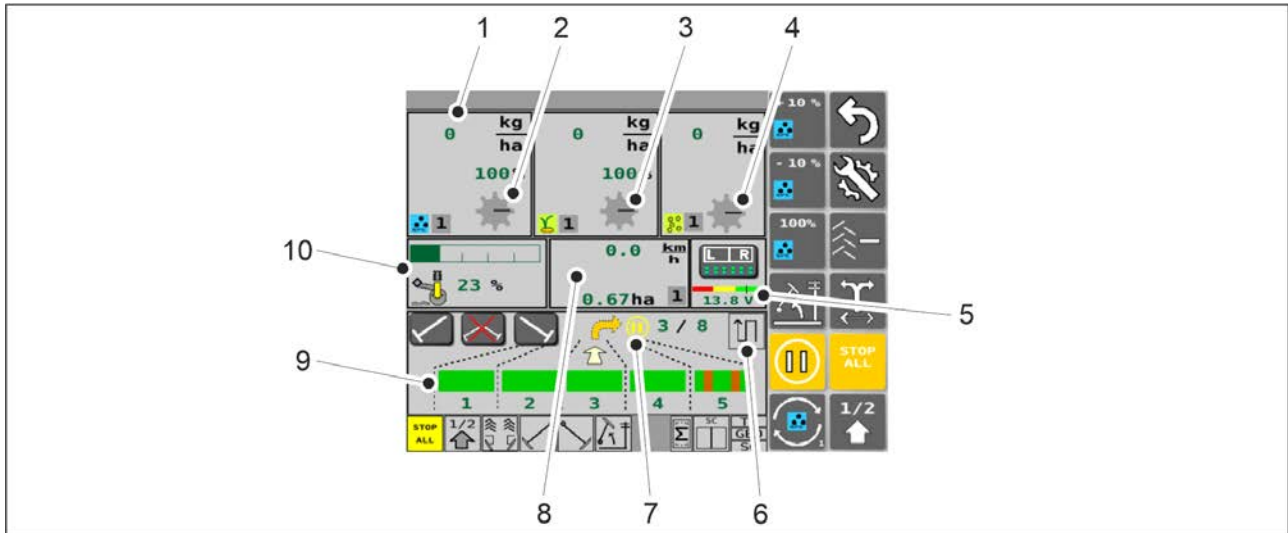 1 2 3 4
- 10 %
0 kg/ha 0 kg/ha 0 kg/ha
100% 100%
- 10 %
1 1 1
100%
10
0.0 km/h
L R
23 %
0.67ha 1
13.8 V
5
3 / 8
STOP ALL
9
1 2 3 4 5
1/2
STOP ALL
1/2
Σ
SC
1
8 7 6